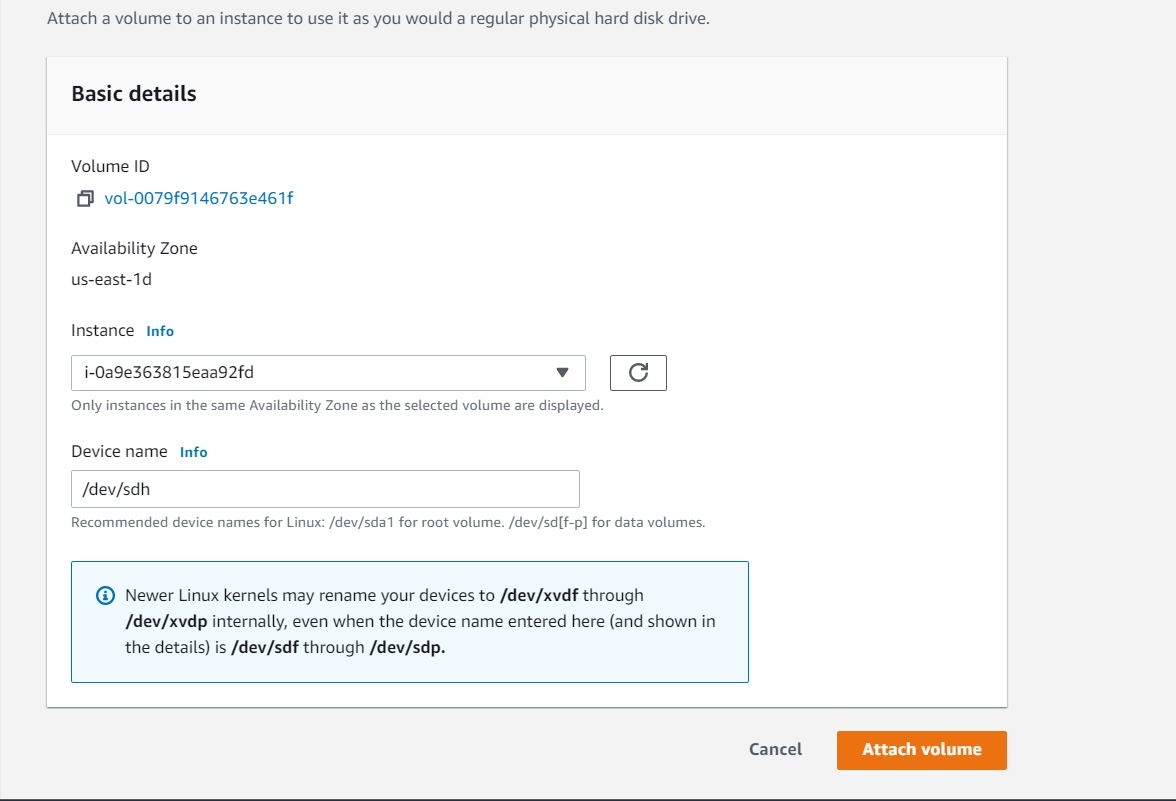 Attach a volume to an instance to use it as you would a regular physical hard disk drive.
Basic details
Volume ID
vol-0079f9146763e461f
Availability Zone
us-east-1d
Instance Info
i-0a9e363815eaa92fd
Only instances in the same Availability Zone as the selected volume are displayed.
Device name Info
/dev/sdh
Recommended device names for Linux: /dev/sda1 for root volume. /dev/sd[f-p] for data volumes.
Newer Linux kernels may rename your devices to /dev/xvdf through
/dev/xvdp internally, even when the device name entered here (and shown in
the details) is /dev/sdf through /dev/sdp.
Cancel Attach volume